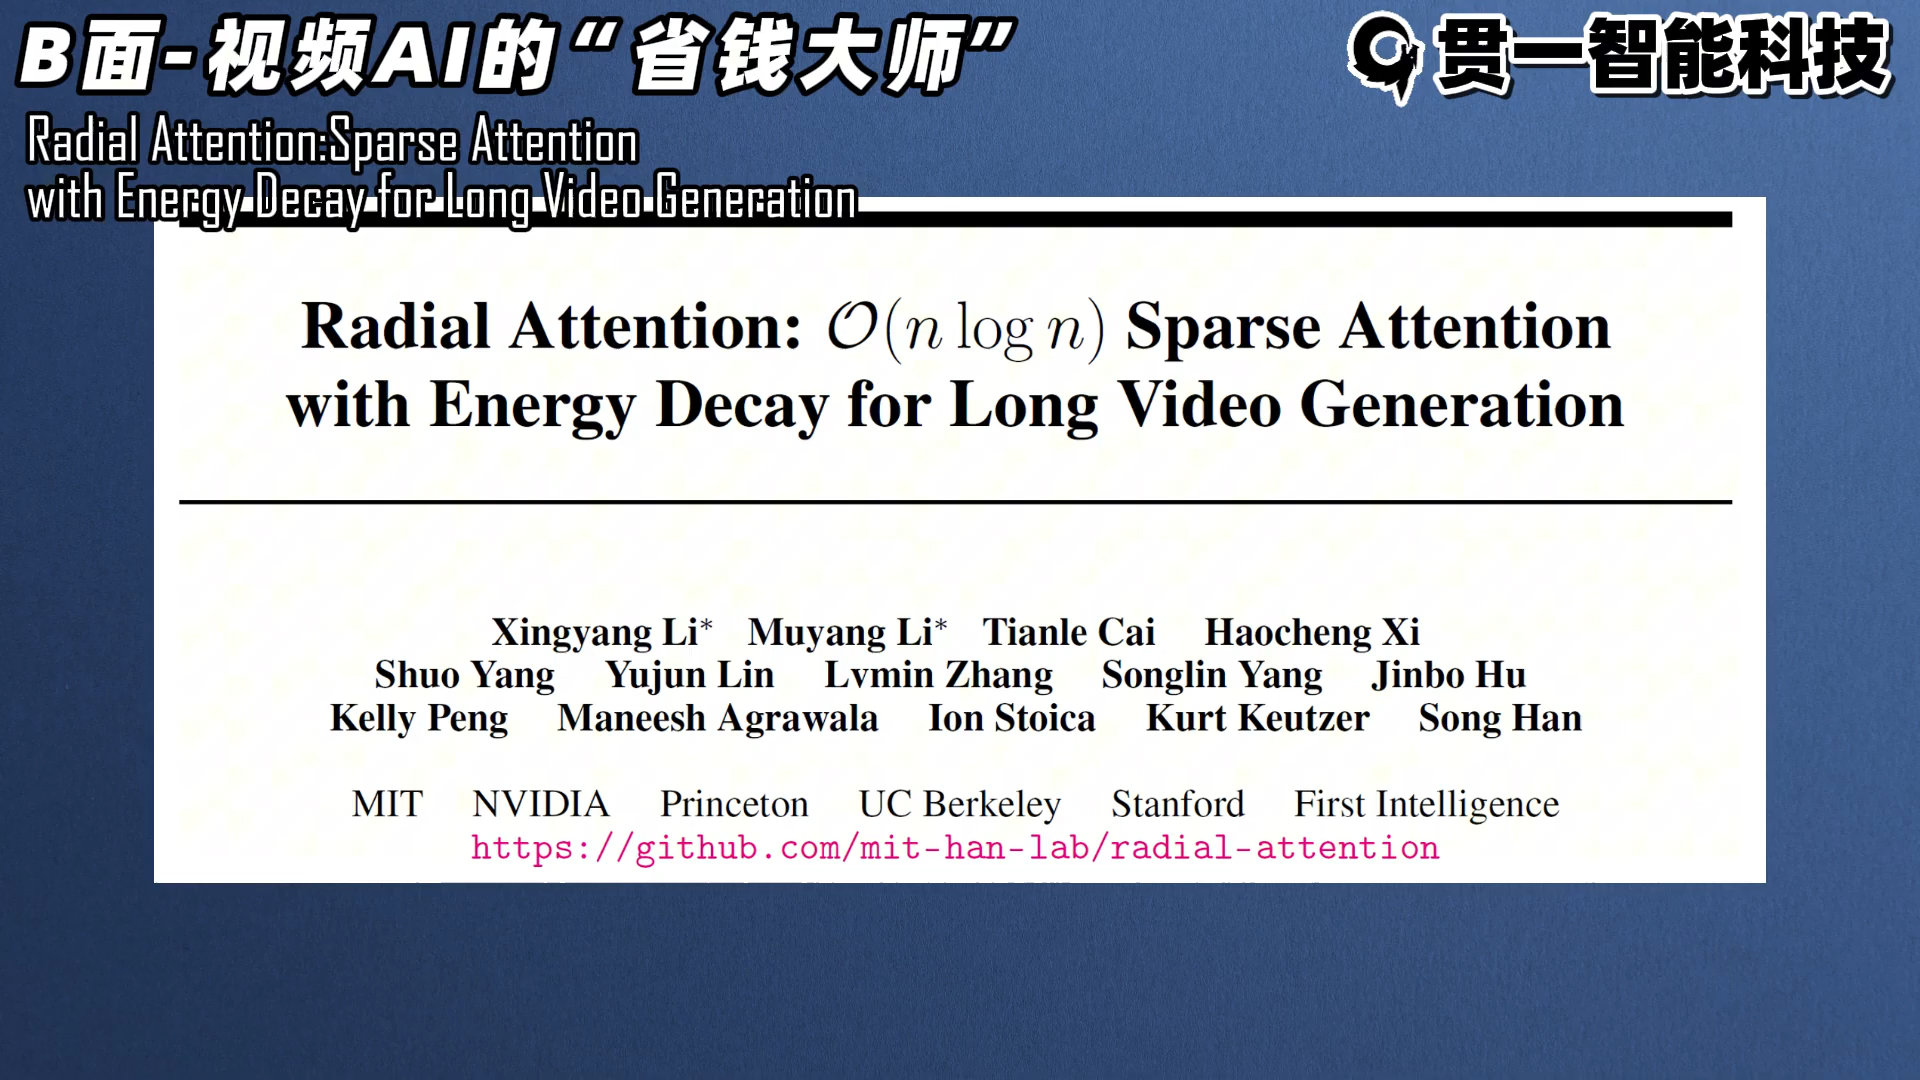 B面-视频AI的“省钱大师”
贯一智能科技
Radial Attention:Sparse Attention
with Energy Decay for Long Video Generation
Radial Attention: O(n log n) Sparse Attention
with Energy Decay for Long Video Generation
Xingyang Li* Muyang Li* Tianle Cai Haocheng Xi
Shuo Yang Yujun Lin Lvmin Zhang Songlin Yang Jinbo Hu
Kelly Peng Maneesh Agrawala Ion Stoica Kurt Keutzer Song Han
MIT NVIDIA Princeton UC Berkeley Stanford First Intelligence
https://github.com/mit-han-lab/radial-attention